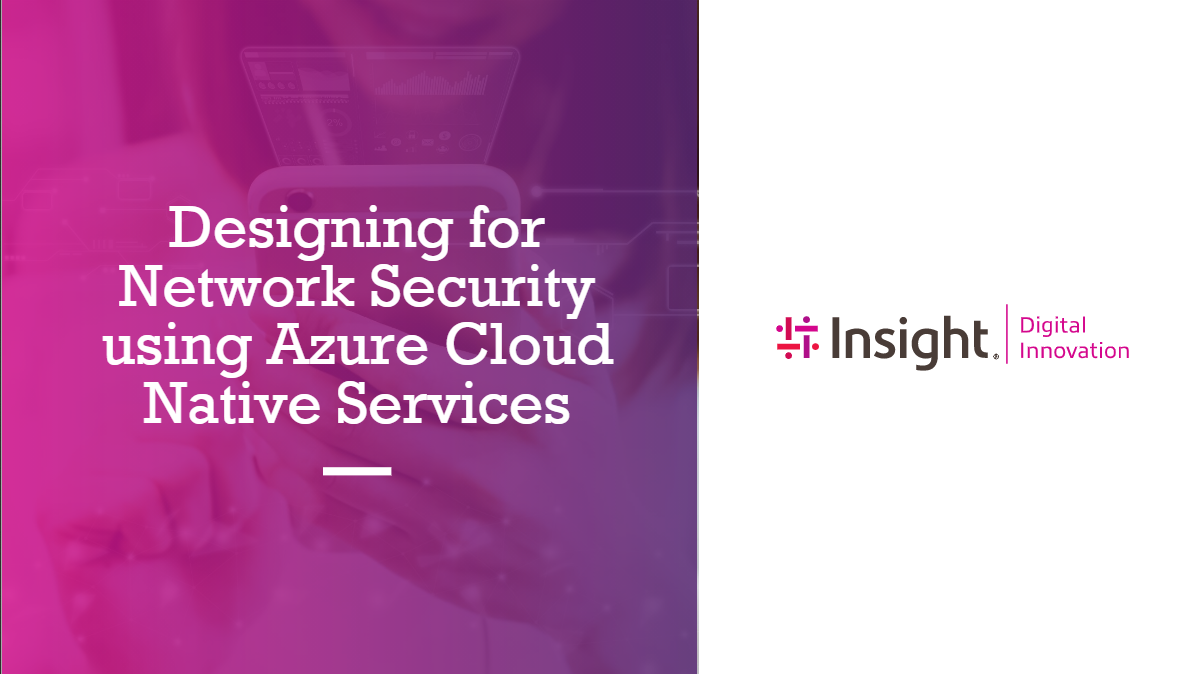 Designing for
Network Security
using Azure Cloud
Native Services
Insight®
Digital
Innovation